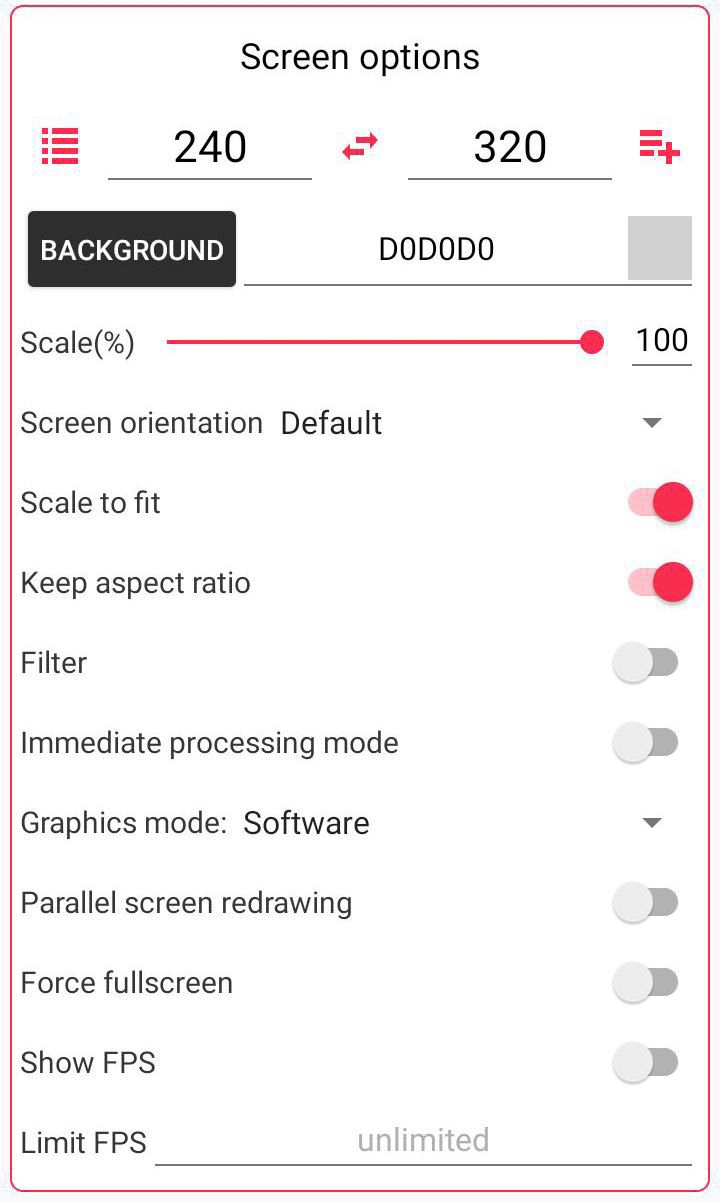 Screen options
240 320
BACKGROUND D0D0D0
Scale(%) 100
Screen orientation Default
Scale to fit
Keep aspect ratio
Filter
Immediate processing mode
Graphics mode: Software
Parallel screen redrawing
Force fullscreen
Show FPS
Limit FPS unlimited